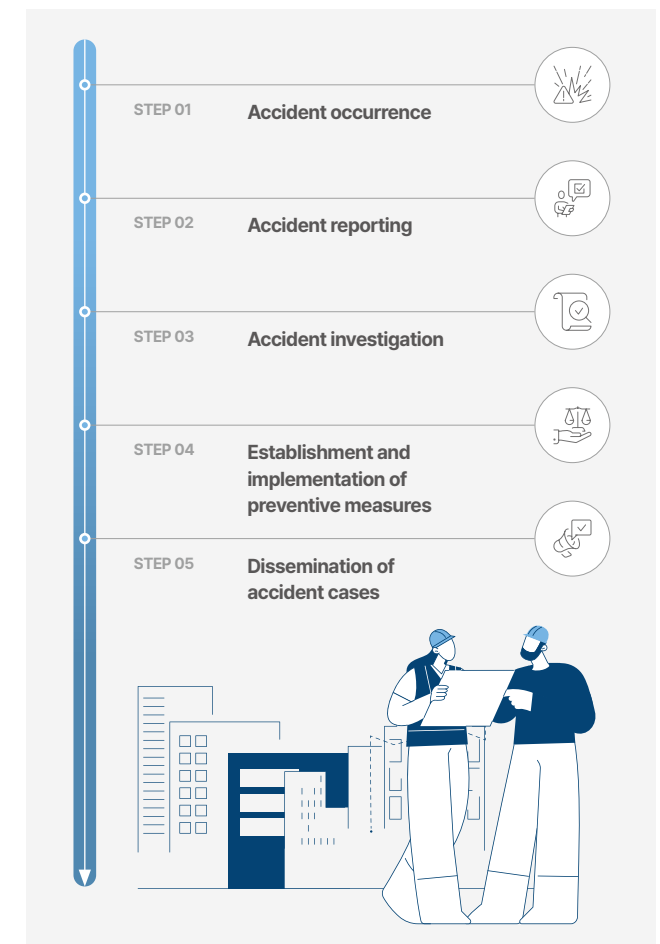 STEP 01
Accident occurrence
STEP 02
Accident reporting
STEP 03
Accident investigation
STEP 04
Establishment and
implementation of
preventive measures
STEP 05
Dissemination of
accident cases